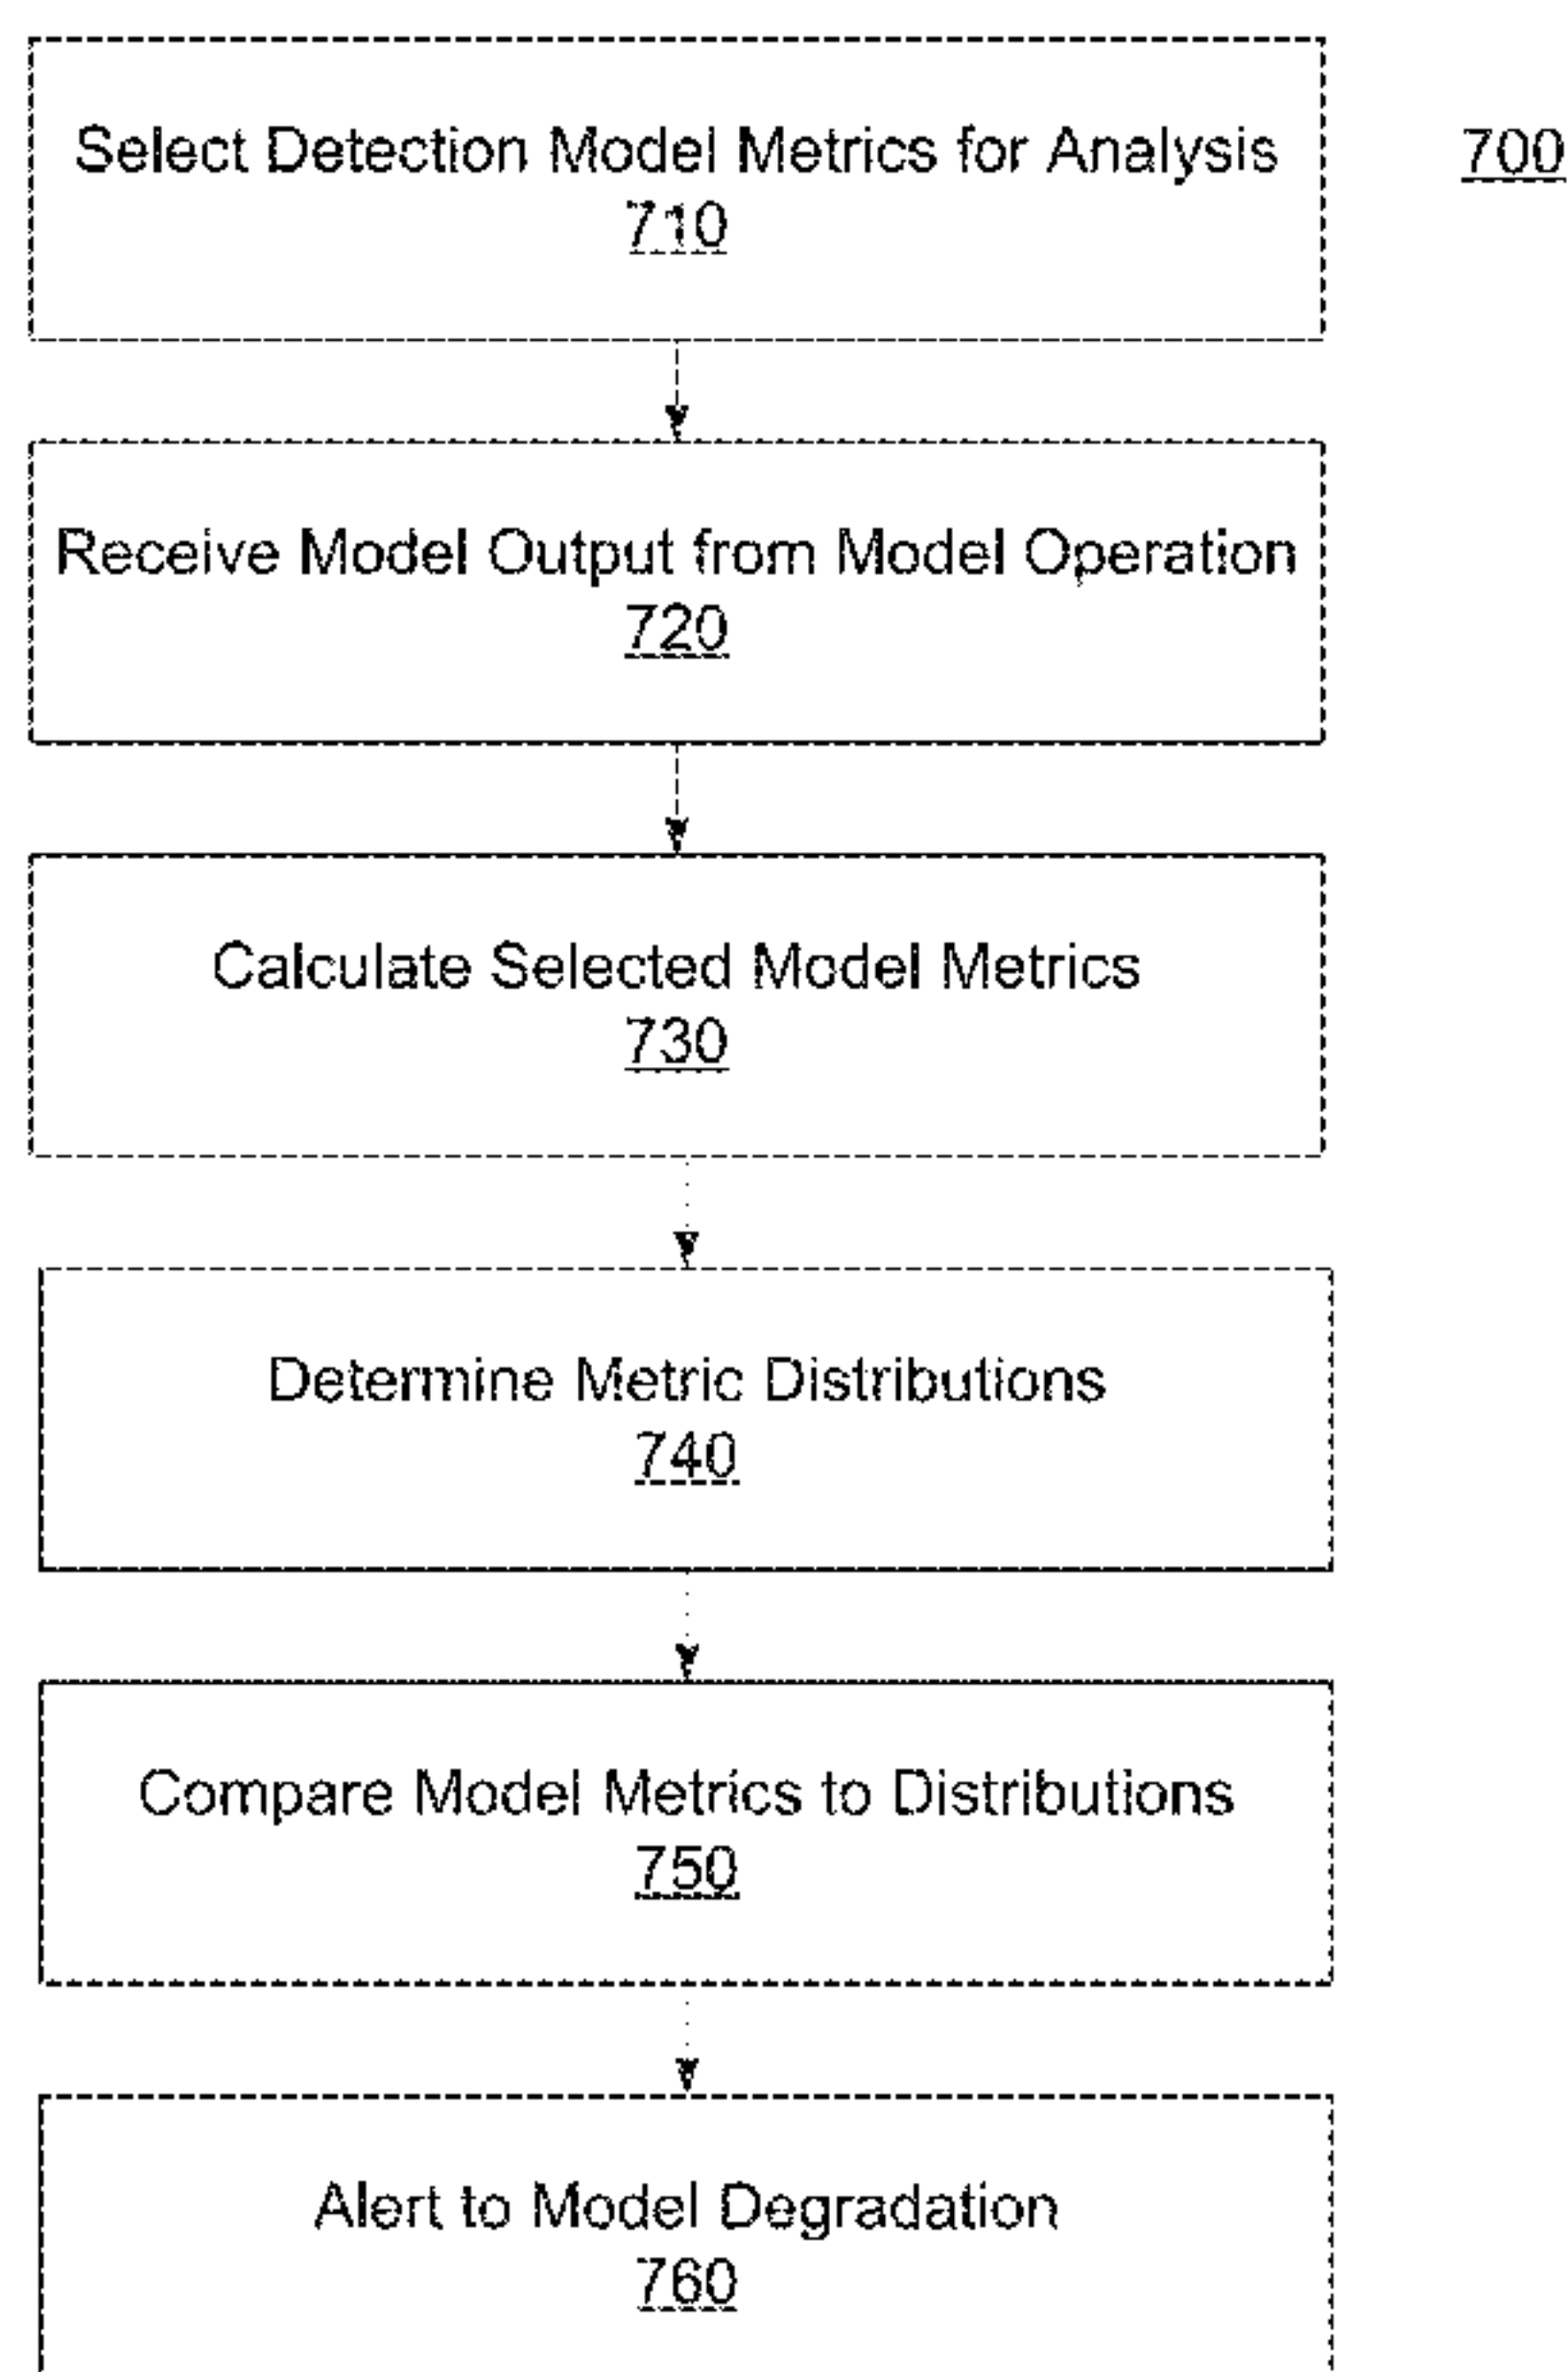 Select Detection Model Metrics for Analysis
710
700
Receive Model Output from Model Operation
720
Calculate Selected Model Metrics
730
Determine Metric Distributions
740
Compare Model Metrics to Distributions
750
Alert to Model Degradation
760